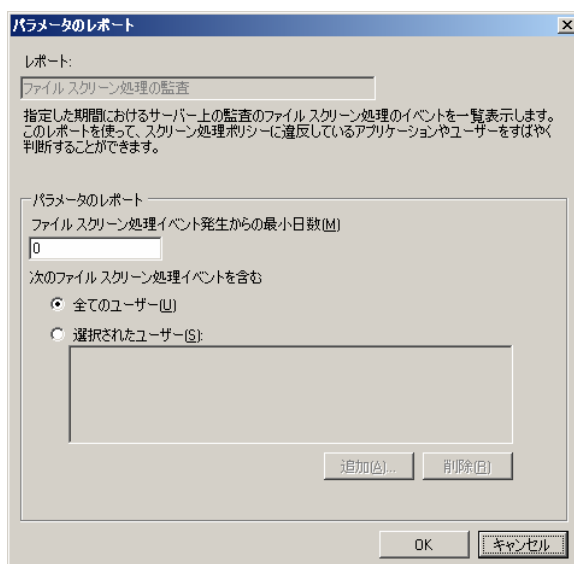 パラメータのレポート
レポート:
ファイル スクリーン処理の監査
指定した期間におけるサーバー上の監査のファイル スクリーン処理のイベントを一覧表示します。
このレポートを使って、スクリーン処理ポリシーに違反しているアプリケーションやユーザーをすばやく
判断することができます。
パラメータのレポート
ファイル スクリーン処理イベント発生からの最小日数(M)
0
次のファイル スクリーン処理イベントを含む
全てのユーザー(U)
選択されたユーザー(S):
追加(A)...
削除(R)
OK
キャンセル